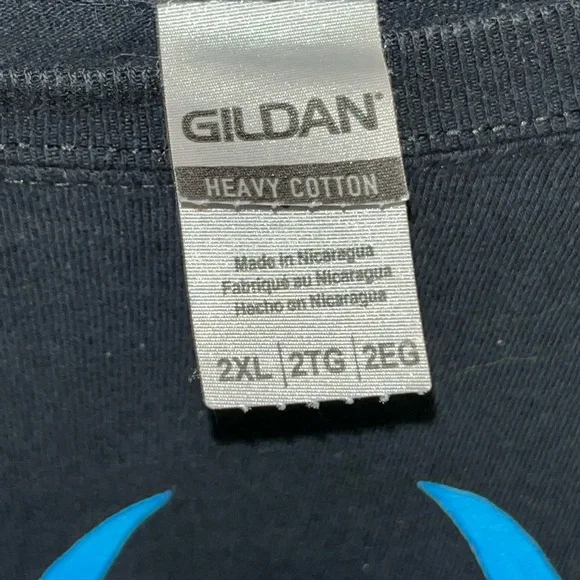 GILDAN®
HEAVY COTTON
Made in Nicaragua
Fabriqué au Nicaragua
Hecho en Nicaragua
2XL | 2TG | 2EG